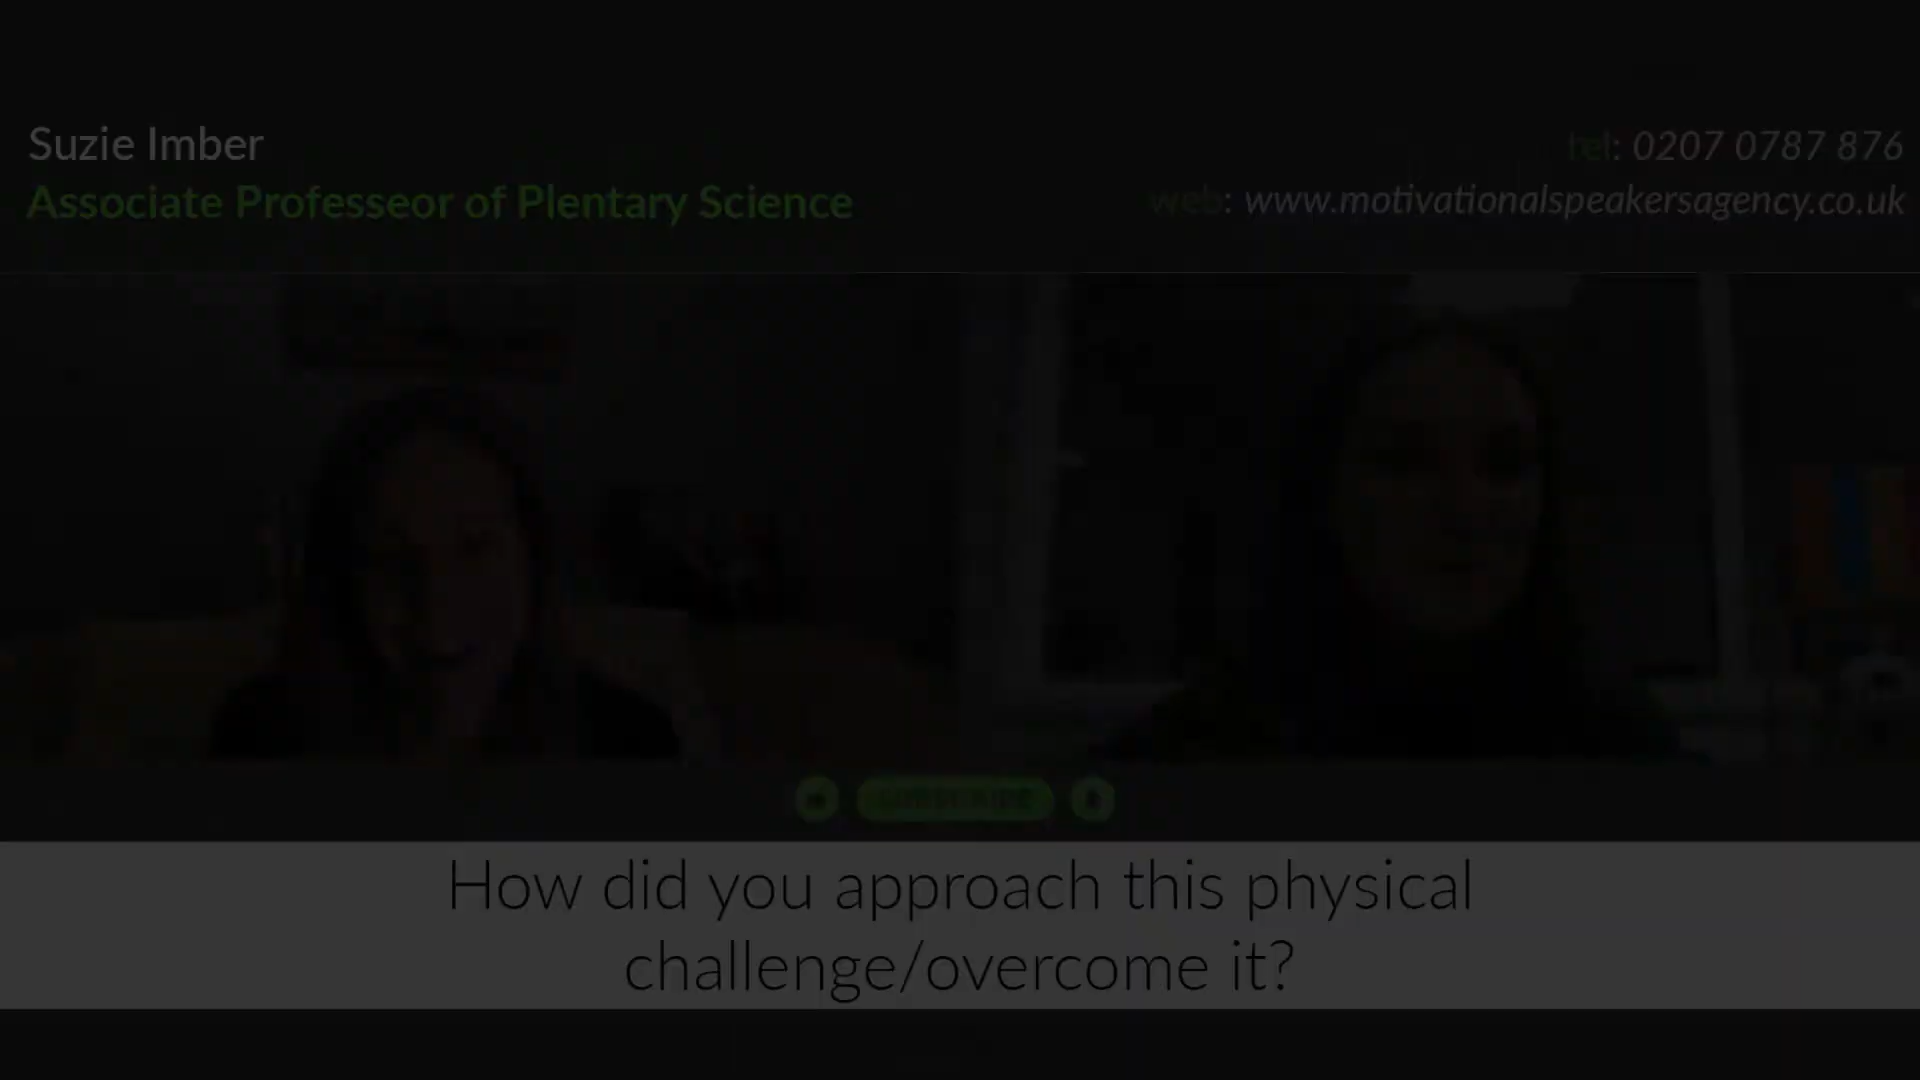 Suzie Imber
tel: 0207 0787 876
Associate Professeor of Plentary Science
web: www.motivationalspeakersagency.co.uk
SUBSCRIBE
How did you approach this physical
challenge/overcome it?